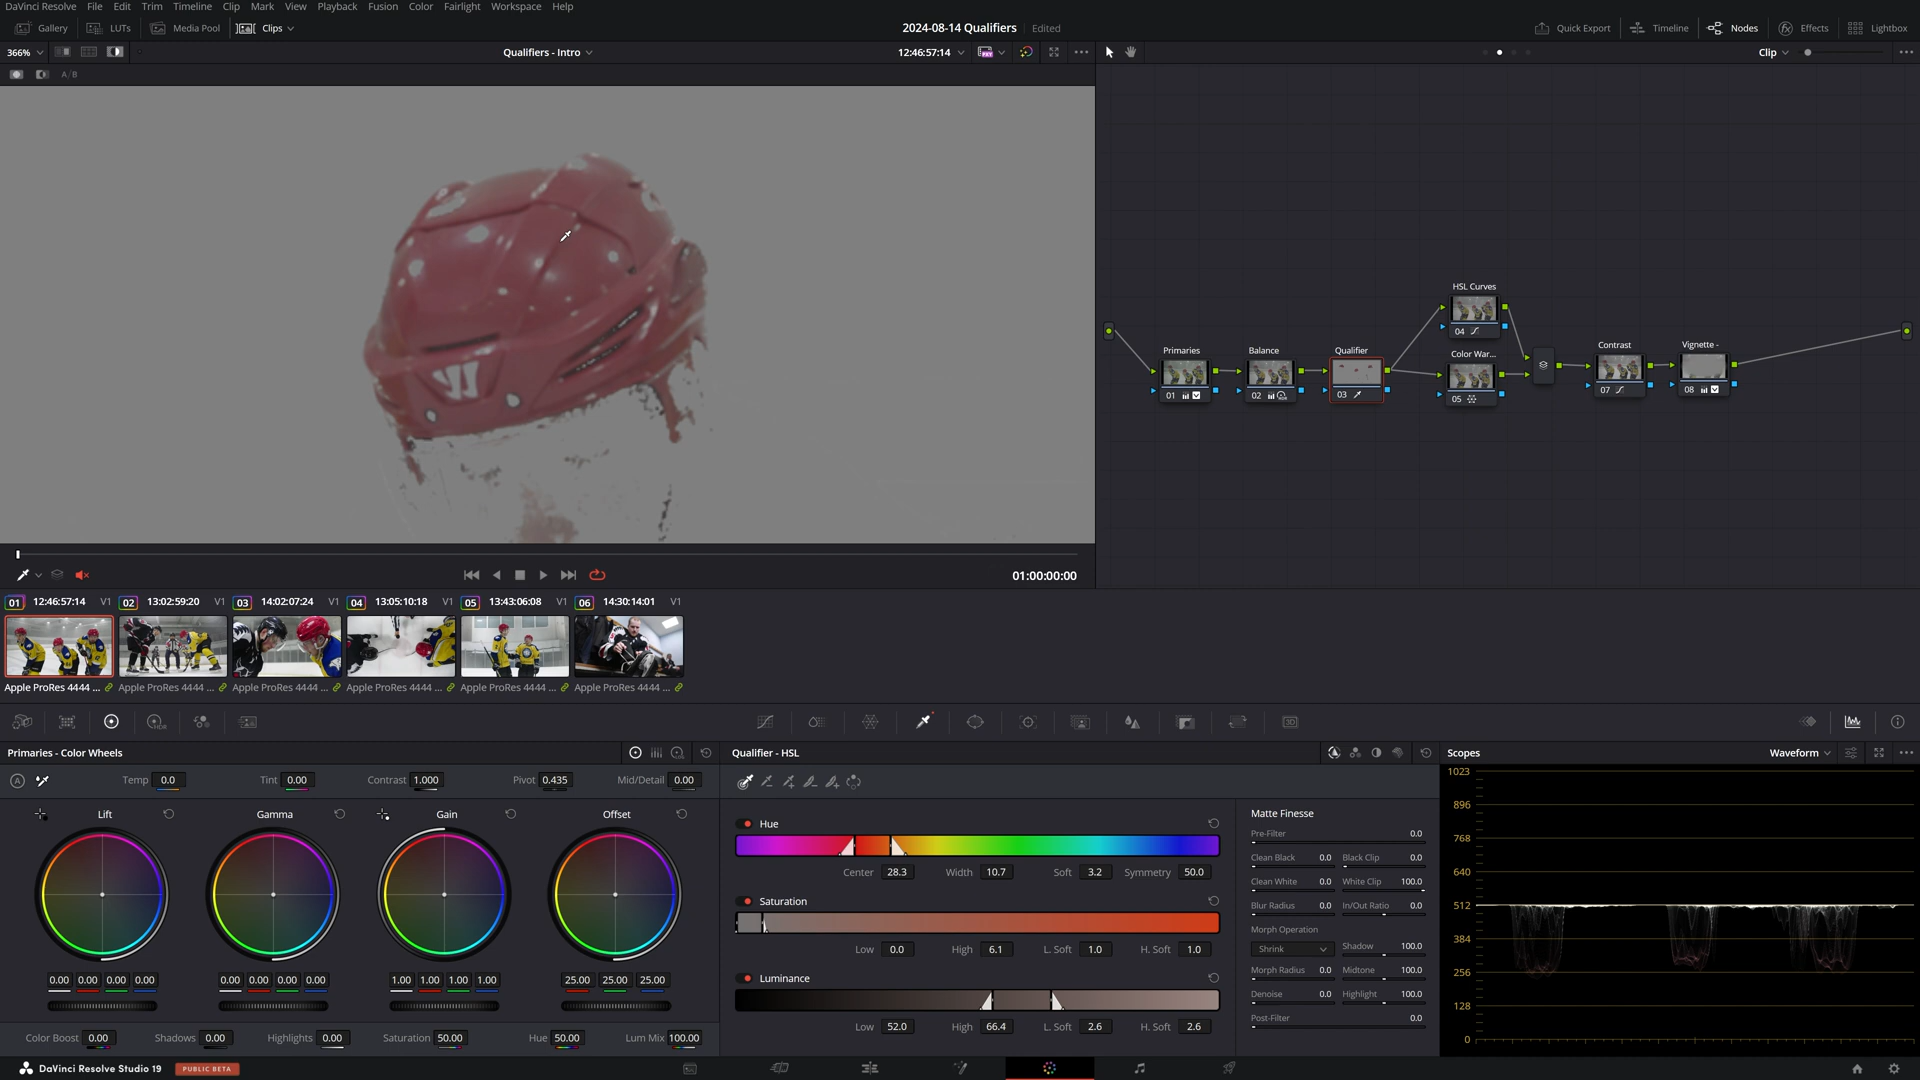 DaVinci Resolve File Edit Trim Timeline Clip Mark View Playback Fusion Color Fairlight Workspace Help
Gallery LUTs Media Pool Clips 2024-08-14 Qualifiers Edited Quick Export Timeline Nodes Effects Lightbox
366% Qualifiers - Intro 12:46:57:14 Clip
A/B
HSL Curves
04
Primaries Balance Qualifier Color War... Contrast Vignette -
01 02 03 05 07 08
01:00:00:00
01 12:46:57:14 V1 02 13:02:59:20 V1 03 14:02:07:24 V1 04 13:05:10:18 V1 05 13:43:06:08 V1 06 14:30:14:01 V1
Apple ProRes 4444 ... Apple ProRes 4444 ... Apple ProRes 4444 ... Apple ProRes 4444 ... Apple ProRes 4444 ... Apple ProRes 4444 ...
HDR 3D
Primaries - Color Wheels
A Temp 0.0 Tint 0.00 Contrast 1.000 Pivot 0.435 Mid/Detail 0.00
Lift Gamma Gain Offset
0.00 0.00 0.00 0.00 0.00 0.00 0.00 0.00 1.00 1.00 1.00 1.00 25.00 25.00 25.00
Color Boost 0.00 Shadows 0.00 Highlights 0.00 Saturation 50.00 Hue 50.00 Lum Mix 100.00
Qualifier - HSL
Hue
Center 28.3 Width 10.7 Soft 3.2 Symmetry 50.0
Saturation
Low 0.0 High 6.1 L. Soft 1.0 H. Soft 1.0
Luminance
Low 52.0 High 66.4 L. Soft 2.6 H. Soft 2.6
Matte Finesse
Pre-Filter 0.0
Clean Black 0.0 Black Clip 0.0
Clean White 0.0 White Clip 100.0
Blur Radius 0.0 In/Out Ratio 0.0
Morph Operation
Shrink Shadow 100.0
Morph Radius 0.0 Midtone 100.0
Denoise 0.0 Highlight 100.0
Post-Filter 0.0
Scopes Waveform
1023
896
768
640
512
384
256
128
0
DaVinci Resolve Studio 19 PUBLIC BETA